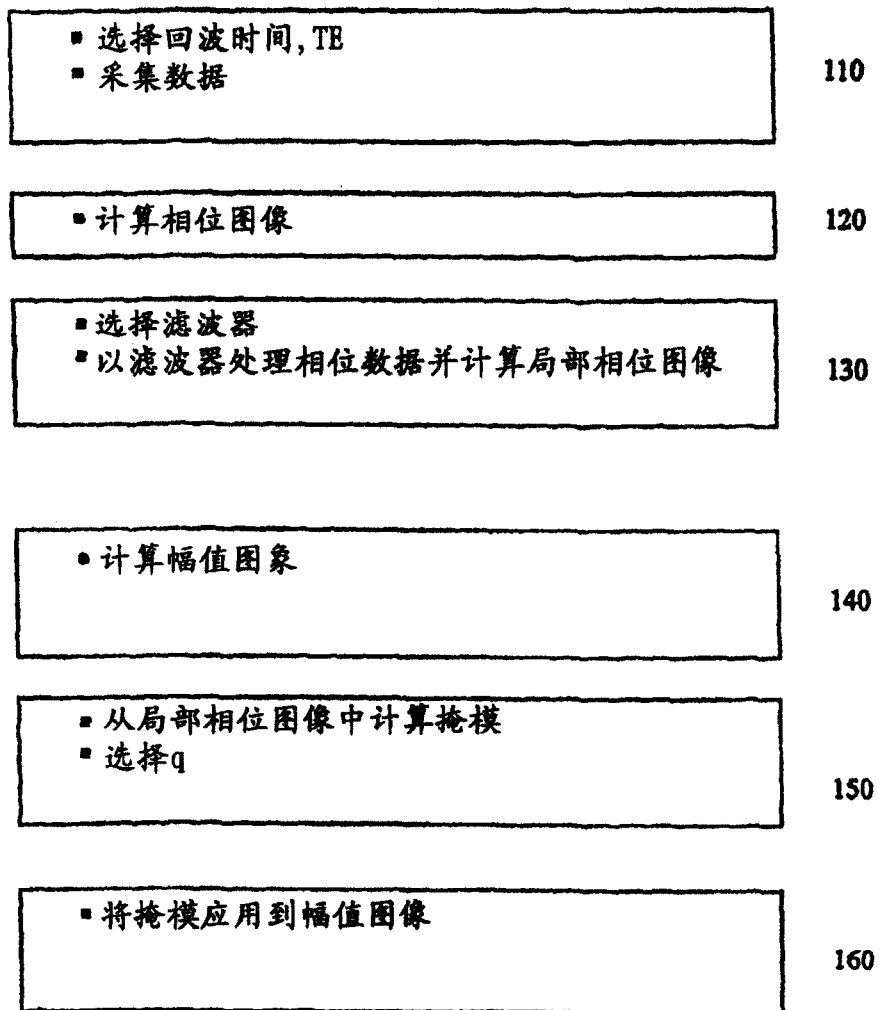 ▪ 选择回波时间,TE
▪ 采集数据
110
▪ 计算相位图像
120
▪ 选择滤波器
▪ 以滤波器处理相位数据并计算局部相位图像
130
▪ 计算幅值图象
140
▪ 从局部相位图像中计算掩模
▪ 选择q
150
▪ 将掩模应用到幅值图像
160